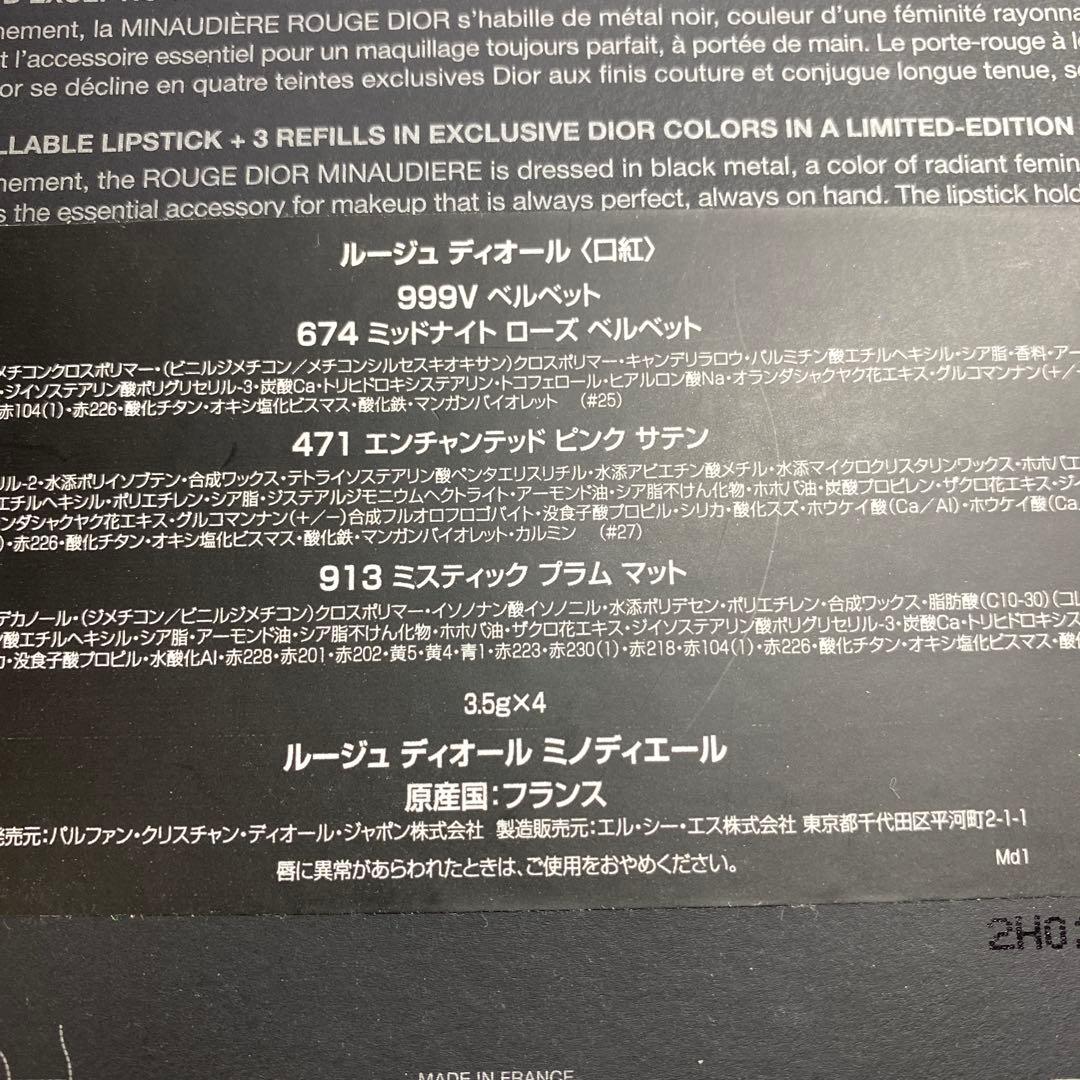 nement, la MINAUDIÈRE ROUGE DIOR s'habille de métal noir, couleur d'une féminité rayonna
t l'accessoire essentiel pour un maquillage toujours parfait, à portée de main. Le porte-rouge à lè
or se décline en quatre teintes exclusives Dior aux finis couture et conjugue longue tenue, se
LLABLE LIPSTICK + 3 REFILLS IN EXCLUSIVE DIOR COLORS IN A LIMITED-EDITION
nement, the ROUGE DIOR MINAUDIERE is dressed in black metal, a color of radiant femin
s the essential accessory for makeup that is always perfect, always on hand. The lipstick hold
ルージュ ディオール〈口紅〉
999V ベルベット
674 ミッドナイト ローズ ベルベット
メチコンクロスポリマー・(ビニルジメチコン/メチコンシルセスキオキサン)クロスポリマー・キャンデリラロウ・パルミチン酸エチルヘキシル・シア脂・香料・アー
・ジイソステアリン酸ポリグリセリル-3・炭酸Ca・トリヒドロキシステアリン・トコフェロール・ヒアルロン酸Na・オランダシャクヤク花エキス・グルコマンナン(+/-
赤104(1)・赤226・酸化チタン・オキシ塩化ビスマス・酸化鉄・マンガンバイオレット (#25)
471 エンチャンテッド ピンク サテン
リル-2・水添ポリイソブテン・合成ワックス・テトライソステアリン酸ペンタエリスリチル・水添アビエチン酸メチル・水添マイクロクリスタリンワックス・ホホバエ
エチルヘキシル・ポリエチレン・シア脂・ジステアルジモニウムヘクトライト・アーモンド油・シア脂不けん化物・ホホバ油・炭酸プロピレン・ザクロ花エキス・ジイ
ンダシャクヤク花エキス・グルコマンナン(+/-)合成フルオロフロゴパイト・没食子酸プロピル・シリカ・酸化スズ・ホウケイ酸(Ca/Al)・ホウケイ酸(Ca
)・赤226・酸化チタン・オキシ塩化ビスマス・酸化鉄・マンガンバイオレット・カルミン (#27)
913 ミスティック プラム マット
デカノール・(ジメチコン/ビニルジメチコン)クロスポリマー・イソノナン酸イソノニル・水添ポリデセン・ポリエチレン・合成ワックス・脂肪酸(C10-30)(コレ
酸エチルヘキシル・シア脂・アーモンド油・シア脂不けん化物・ホホバ油・ザクロ花エキス・ジイソステアリン酸ポリグリセリル-3・炭酸Ca・トリヒドロキシス
カ・没食子酸プロピル・水酸化Al・赤228・赤201・赤202・黄5・黄4・青1・赤223・赤230(1)・赤218・赤104(1)・赤226・酸化チタン・オキシ塩化ビスマス・酸
3.5g×4
ルージュ ディオール ミノディエール
原産国:フランス
発売元:パルファン・クリスチャン・ディオール・ジャポン株式会社 製造販売元:エル・シー・エス株式会社 東京都千代田区平河町2-1-1
唇に異常があらわれたときは、ご使用をおやめください。
Md1
2H0
MADE IN FRANCE